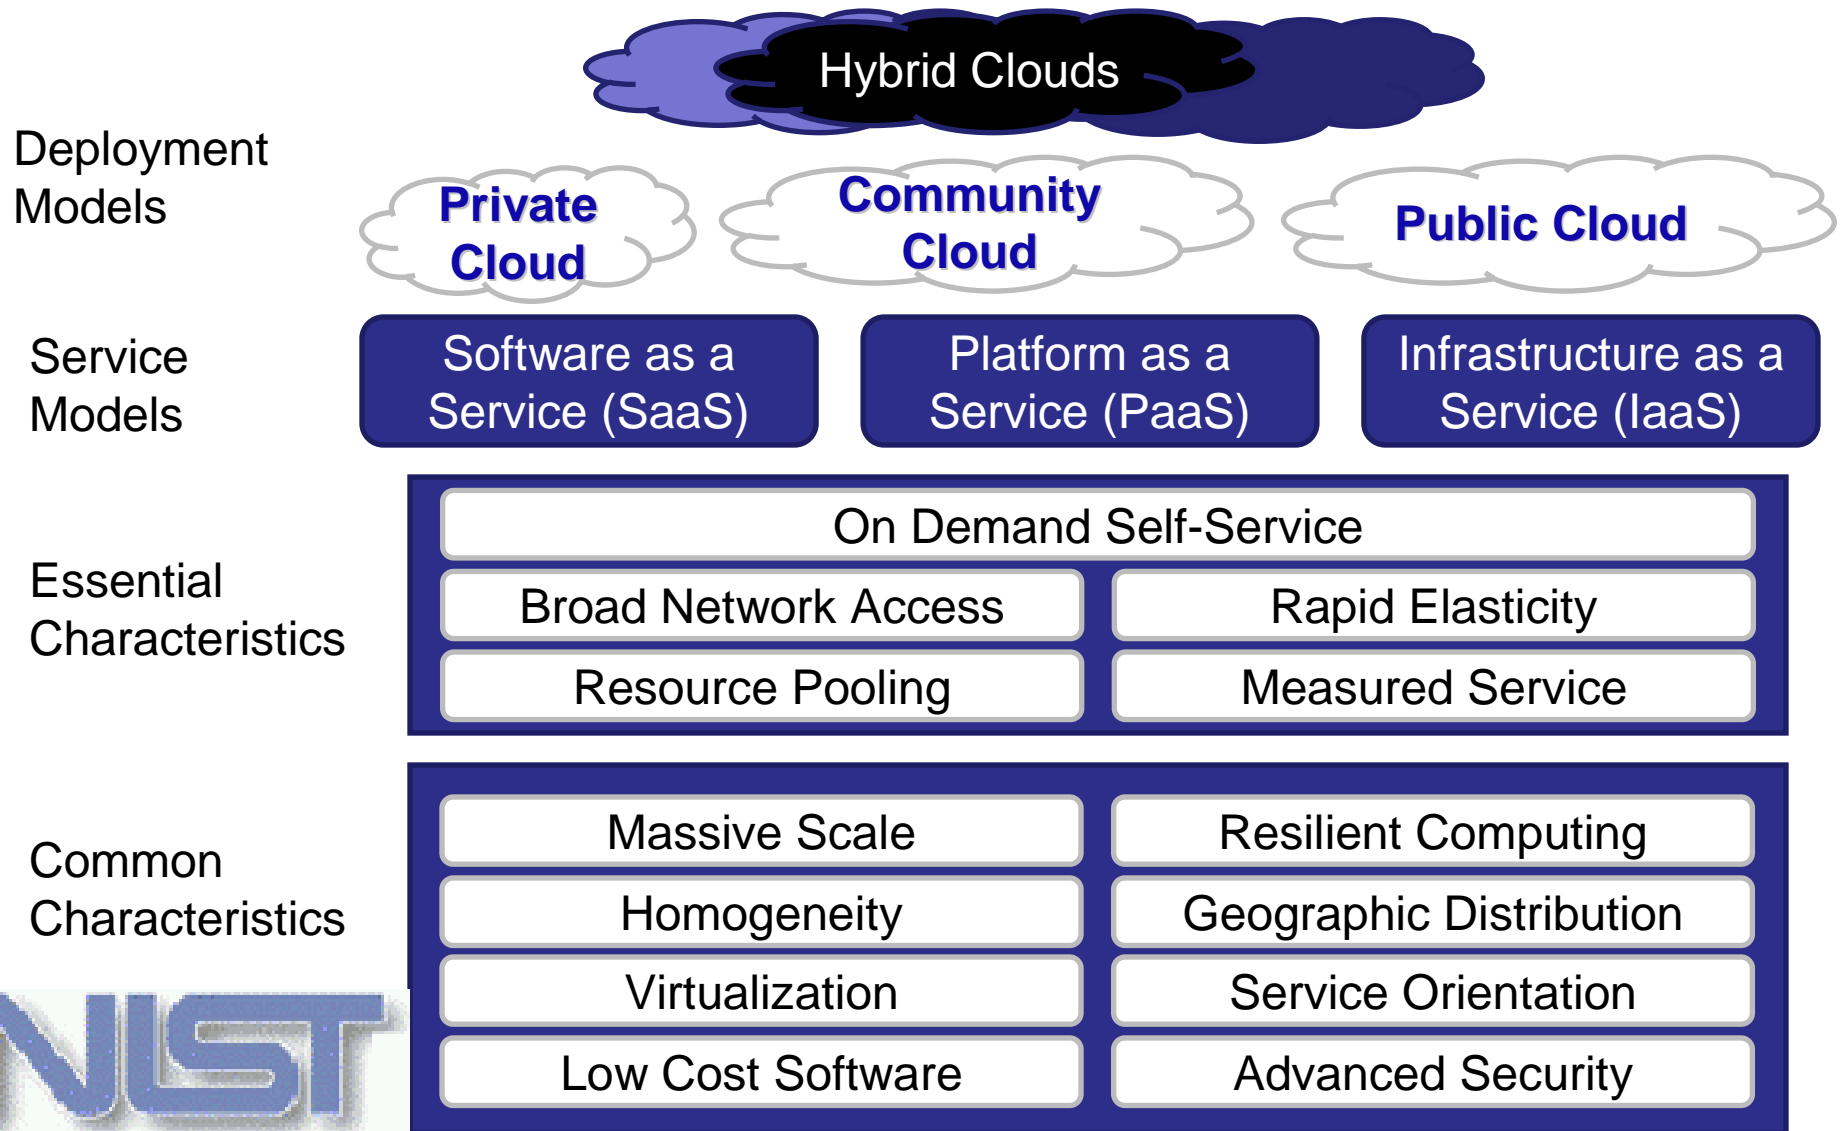 Hybrid Clouds
Deployment
Models
Private
Cloud
Community
Cloud
Public Cloud
Service
Models
Software as a
Service (SaaS)
Platform as a
Service (PaaS)
Infrastructure as a
Service (IaaS)
Essential
Characteristics
On Demand Self-Service
Broad Network Access
Rapid Elasticity
Resource Pooling
Measured Service
Common
Characteristics
Massive Scale
Resilient Computing
Homogeneity
Geographic Distribution
Virtualization
Service Orientation
Low Cost Software
Advanced Security
NIST